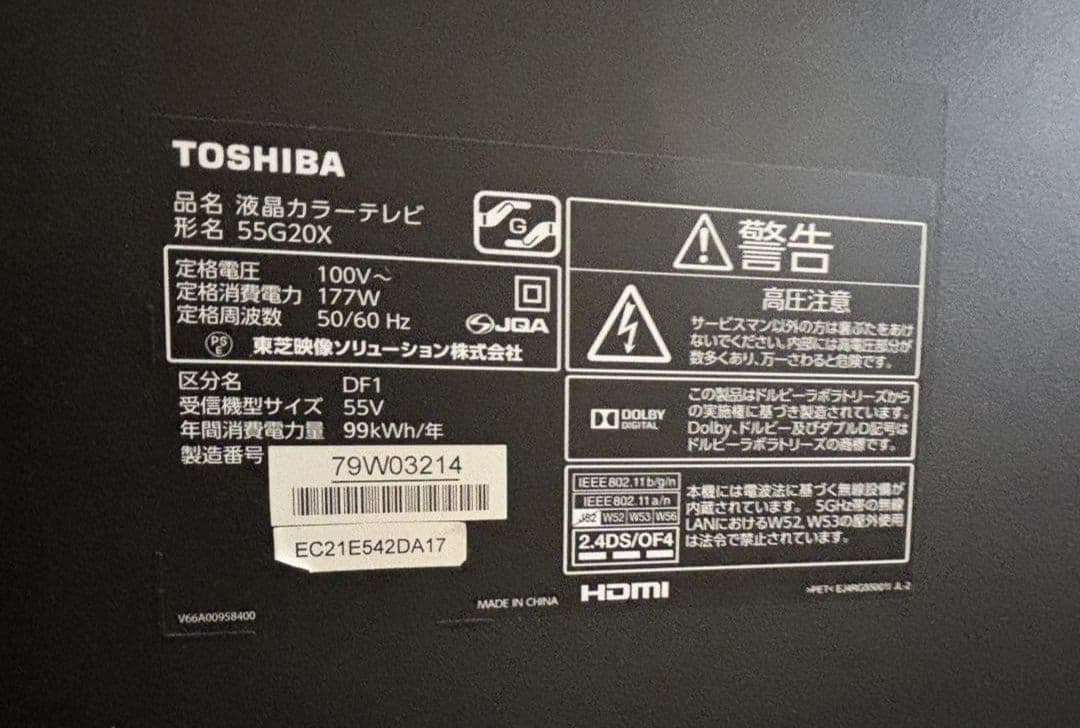 TOSHIBA
品名 液晶カラーテレビ
形名 55G20X
G
定格電圧 100V～
定格消費電力 177W
定格周波数 50/60 Hz
JQA
PS
E
東芝映像ソリューション株式会社
区分名 DF1
受信機型サイズ 55V
年間消費電力量 99kWh/年
製造番号
79W03214
EC21E542DA17
V66A00958400
MADE IN CHINA
警告
高圧注意
サービスマン以外の方は裏ぶたをあけ
ないでください。内部には高電圧部分が
数多くあり、万一さわると危険です。
DOLBY
DIGITAL
この製品はドルビーラボラトリーズから
の実施権に基づき製造されています。
Dolby、ドルビー及びダブルD記号は
ドルビーラボラトリーズの商標です。
IEEE802.11b/g/n
IEEE802.11a/n
J52 W52 W53 W56
2.4DS/OF4
本機には電波法に基づく無線設備が
内蔵されています。 5GHz帯の無線
LANにおけるW52, W53の屋外使用
は法令で禁止されています。
HDMI
>PET<